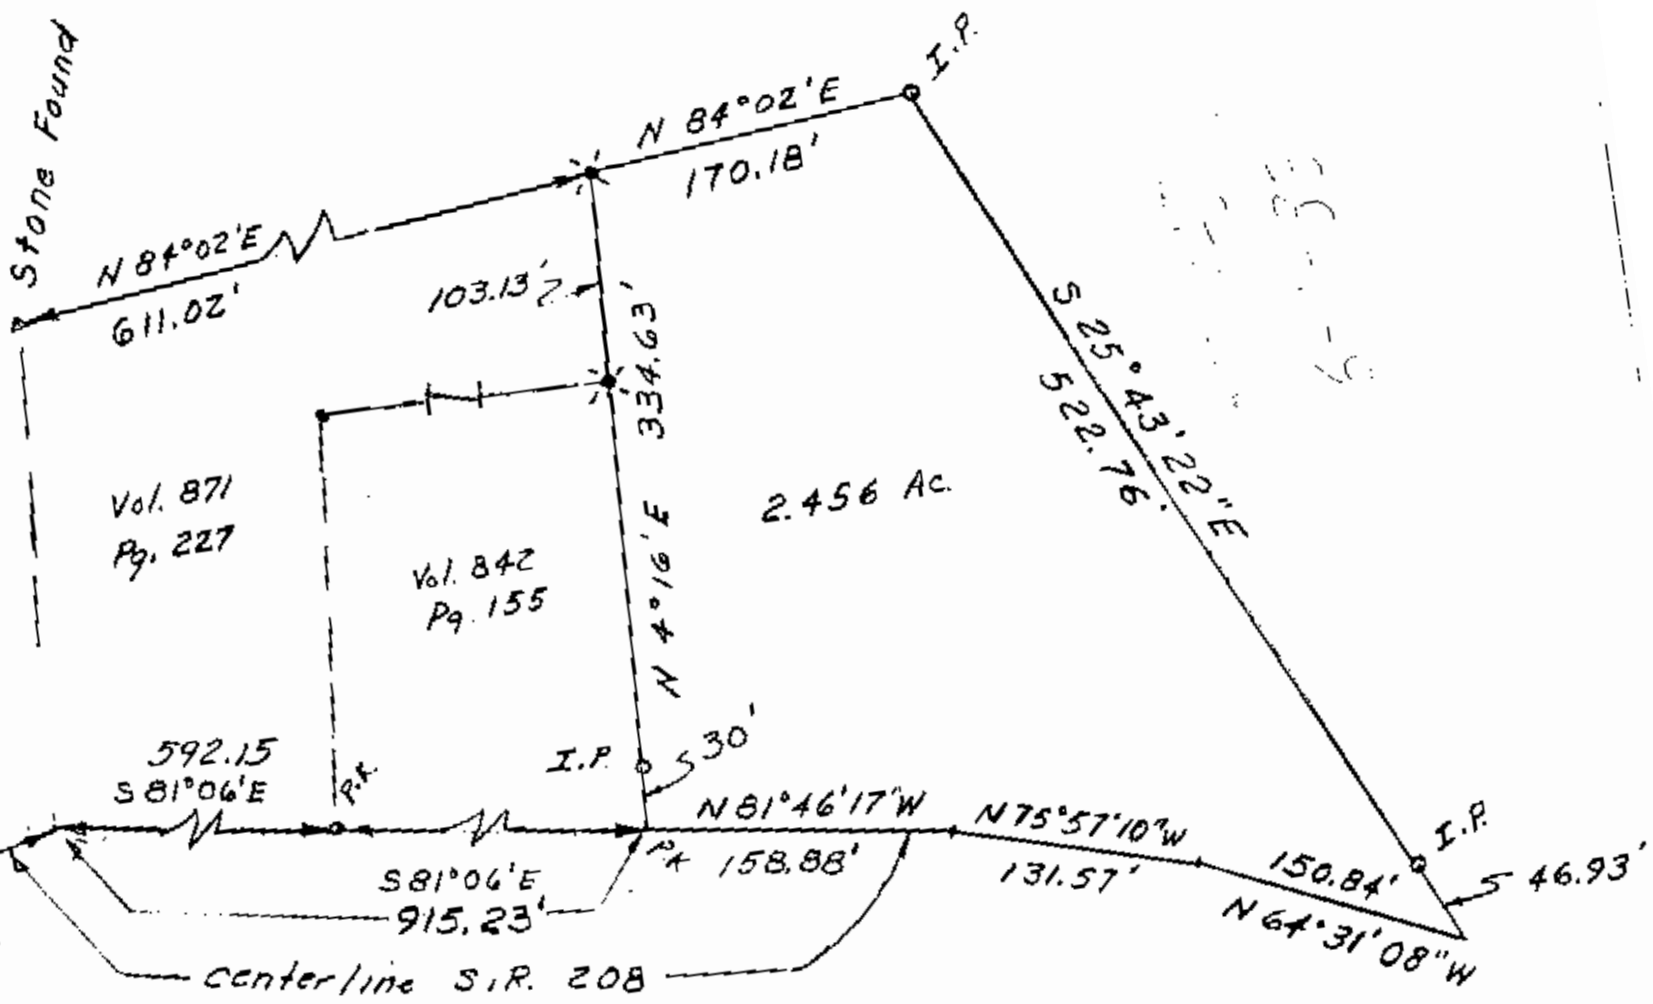 Stone Found
I.P.
N 84°02'E
170.18'
N 84°02'E
611.02'
103.13'
334.63'
N 4°16'E
S 25°43'22"E
522.76'
2.456 Ac.
Vol. 871
Pg. 227
Vol. 842
Pg. 155
592.15
S 81°06'E
P.K.
I.P.
30'
N 81°46'17"W
158.88'
P.K
N 75°57'10"W
131.57'
150.84'
N 64°31'08"W
I.P.
46.93'
S 81°06'E
915.23'
centerline S.R. 208